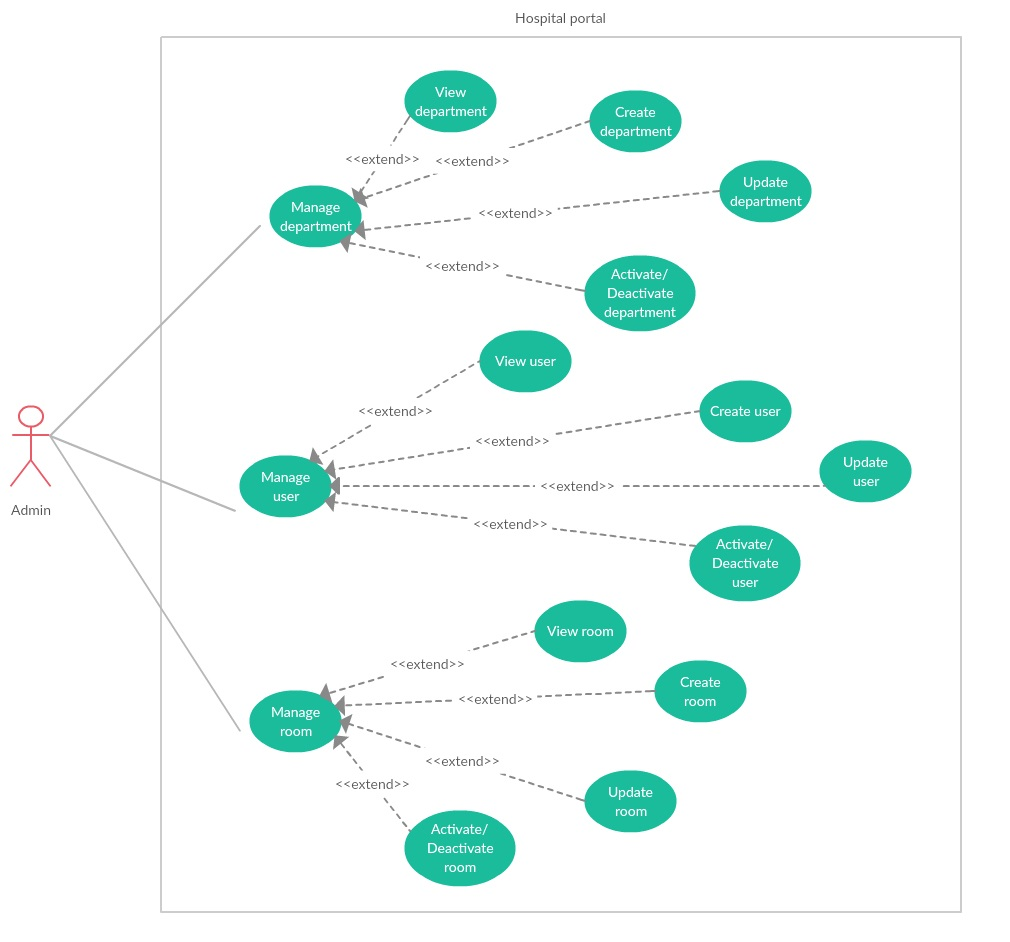 Hospital portal
View
department
Create
department
<<extend>>
<<extend>>
Update
department
Manage
department
<<extend>>
<<extend>>
Activate/
Deactivate
department
View user
<<extend>>
Create user
<<extend>>
Update
user
Manage
user
<<extend>>
Admin
<<extend>>
Activate/
Deactivate
user
View room
<<extend>>
Create
room
<<extend>>
Manage
room
<<extend>>
<<extend>>
Update
room
Activate/
Deactivate
room